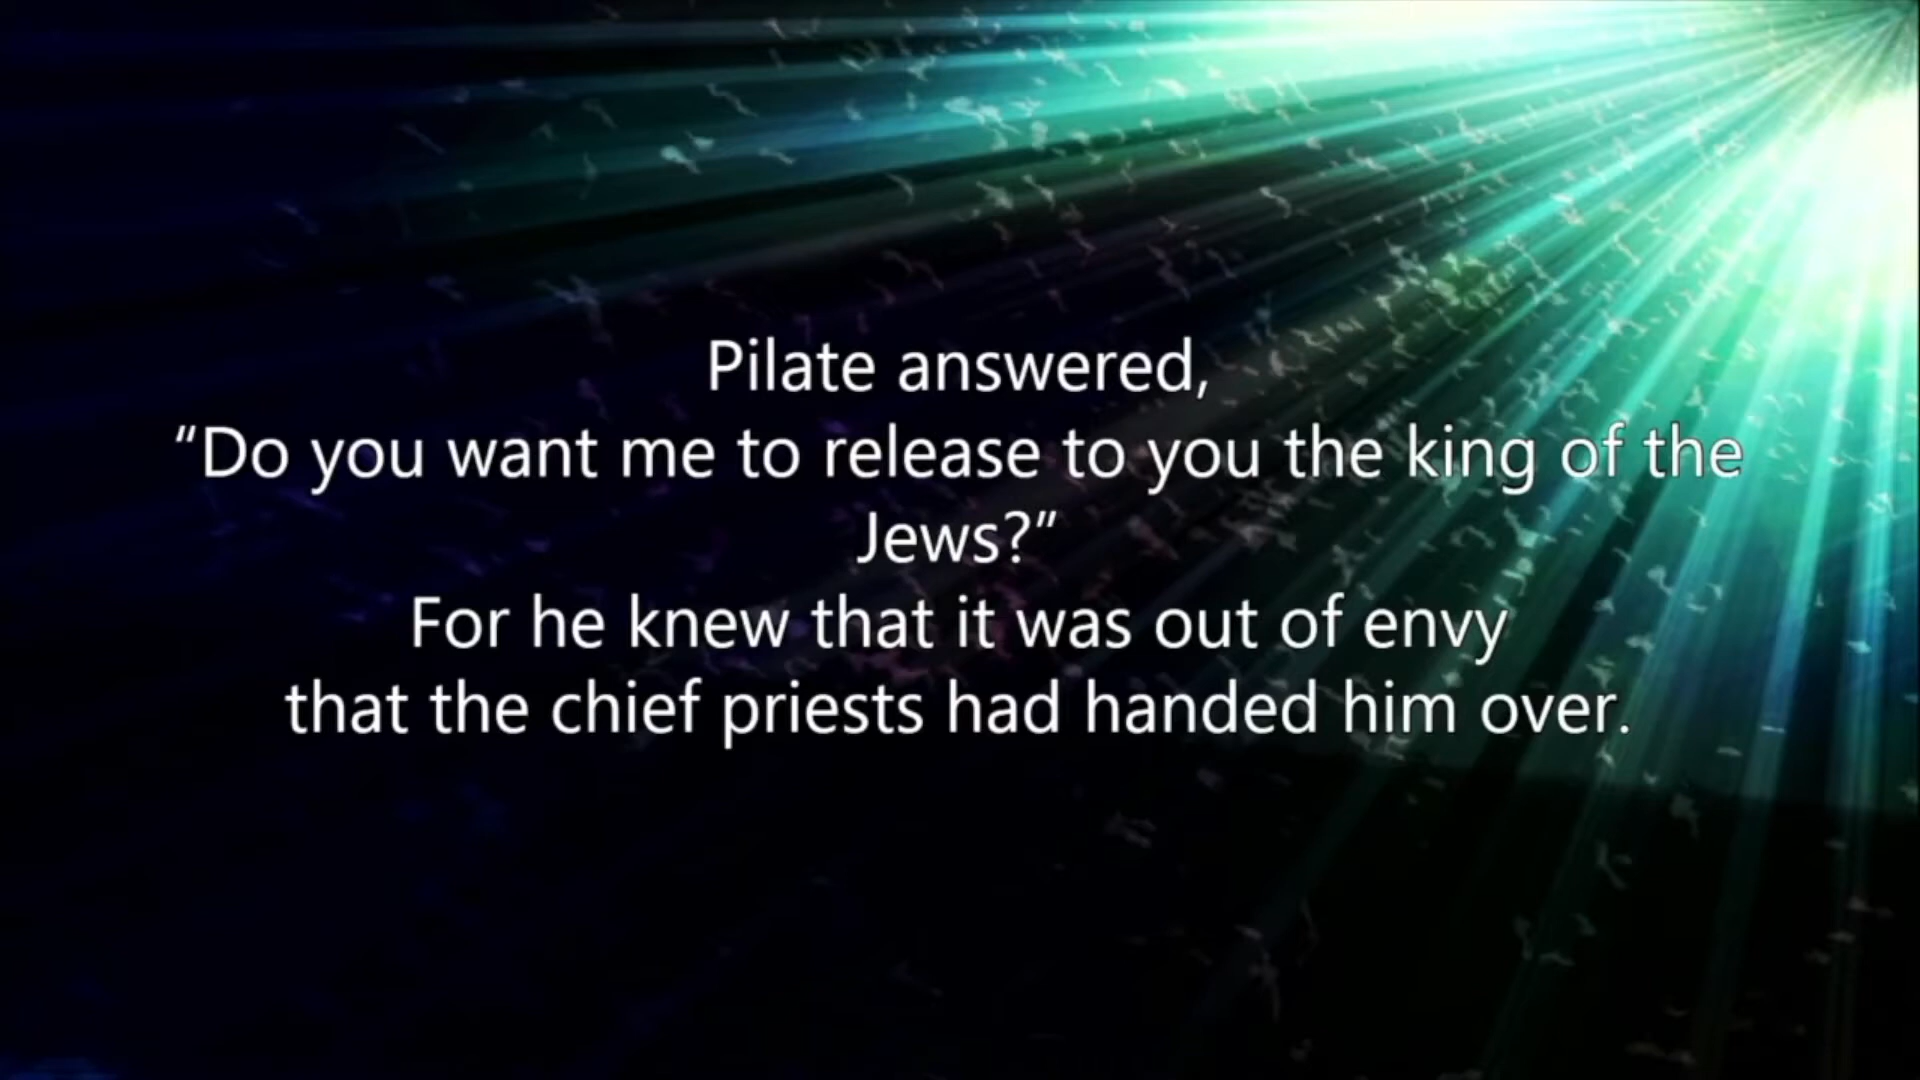 Pilate answered,
“Do you want me to release to you the king of the
Jews?”
For he knew that it was out of envy
that the chief priests had handed him over.